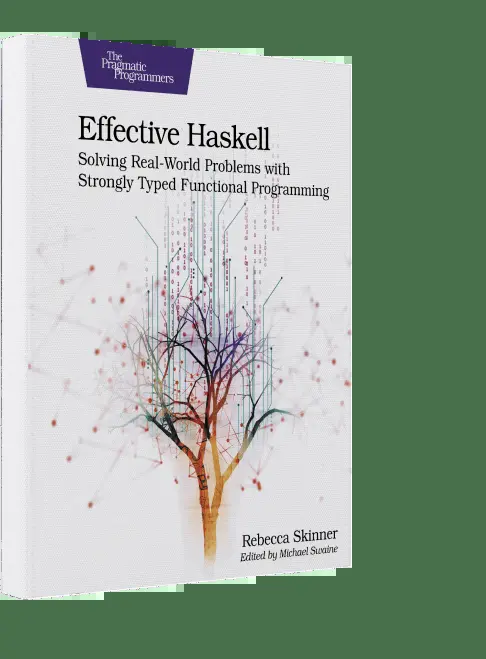 The
Pragmatic
Programmers
Effective Haskell
Solving Real-World Problems with
Strongly Typed Functional Programming
Rebecca Skinner
Edited by Michael Swaine